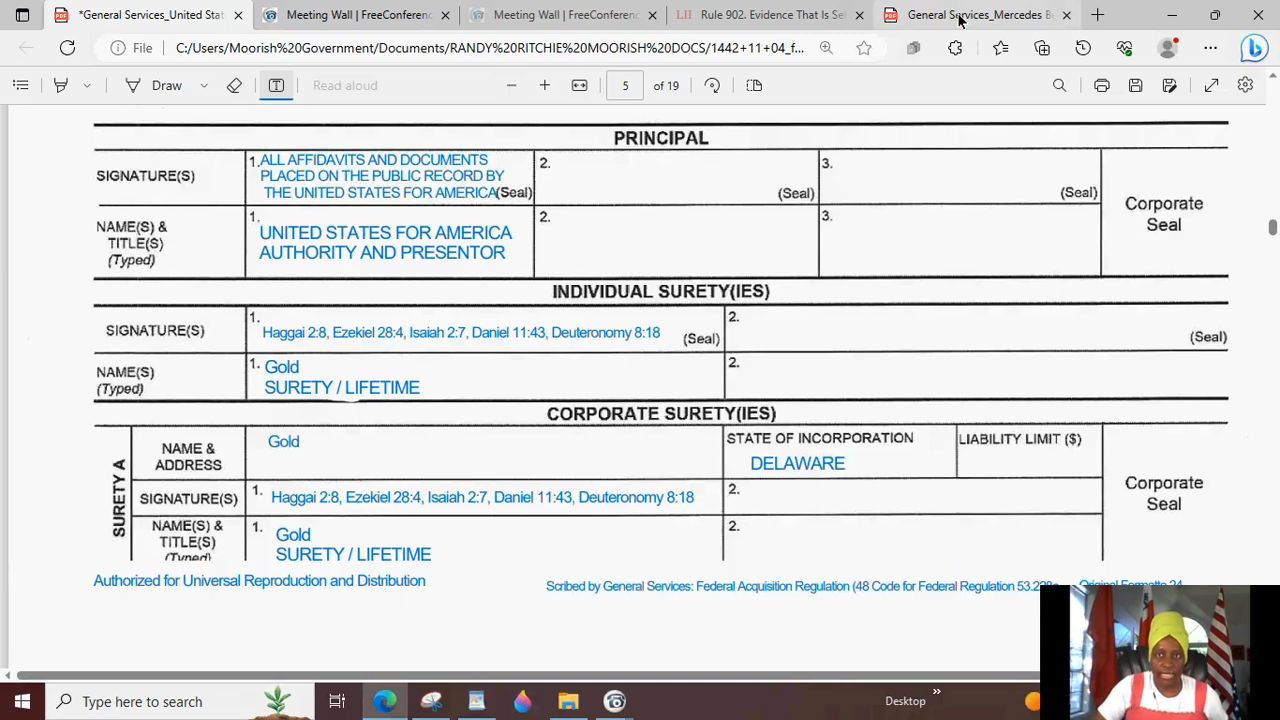 *General Services_United Stat
Meeting Wall | FreeConferenc
Meeting Wall | FreeConferenc
LII Rule 902. Evidence That Is Sel
General Services_Mercedes Be
File C:/Users/Moorish%20Government/Documents/RANDY%20RITCHIE%20MOORISH%20DOCS/1442+11+04_f...
Draw
Read aloud
5 of 19
PRINCIPAL
SIGNATURE(S)
1. ALL AFFIDAVITS AND DOCUMENTS
PLACED ON THE PUBLIC RECORD BY
THE UNITED STATES FOR AMERICA (Seal)
2.
(Seal)
3.
(Seal)
Corporate
Seal
NAME(S) &
TITLE(S)
(Typed)
1.
UNITED STATES FOR AMERICA
AUTHORITY AND PRESENTOR
2.
3.
INDIVIDUAL SURETY(IES)
SIGNATURE(S)
1.
Haggai 2:8, Ezekiel 28:4, Isaiah 2:7, Daniel 11:43, Deuteronomy 8:18 (Seal)
2.
(Seal)
NAME(S)
(Typed)
1. Gold
SURETY / LIFETIME
2.
CORPORATE SURETY(IES)
SURETY A
NAME &
ADDRESS
Gold
STATE OF INCORPORATION
DELAWARE
LIABILITY LIMIT ($)
Corporate
Seal
SIGNATURE(S)
1. Haggai 2:8, Ezekiel 28:4, Isaiah 2:7, Daniel 11:43, Deuteronomy 8:18
2.
NAME(S) &
TITLE(S)
(Typed)
1.
Gold
SURETY / LIFETIME
2.
Authorized for Universal Reproduction and Distribution
Scribed by General Services: Federal Acquisition Regulation (48 Code for Federal Regulation
Type here to search
Desktop